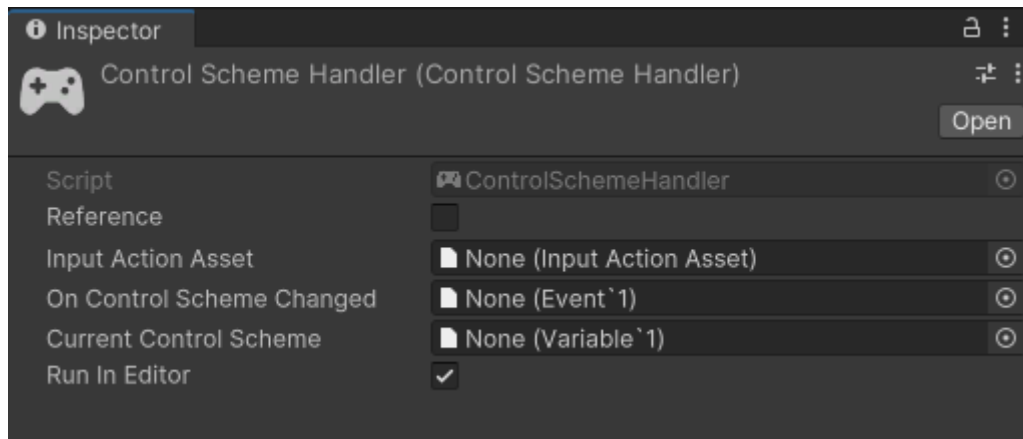 Inspector
Control Scheme Handler (Control Scheme Handler)
Open
Script ControlSchemeHandler
Reference
Input Action Asset None (Input Action Asset)
On Control Scheme Changed None (Event`1)
Current Control Scheme None (Variable`1)
Run In Editor